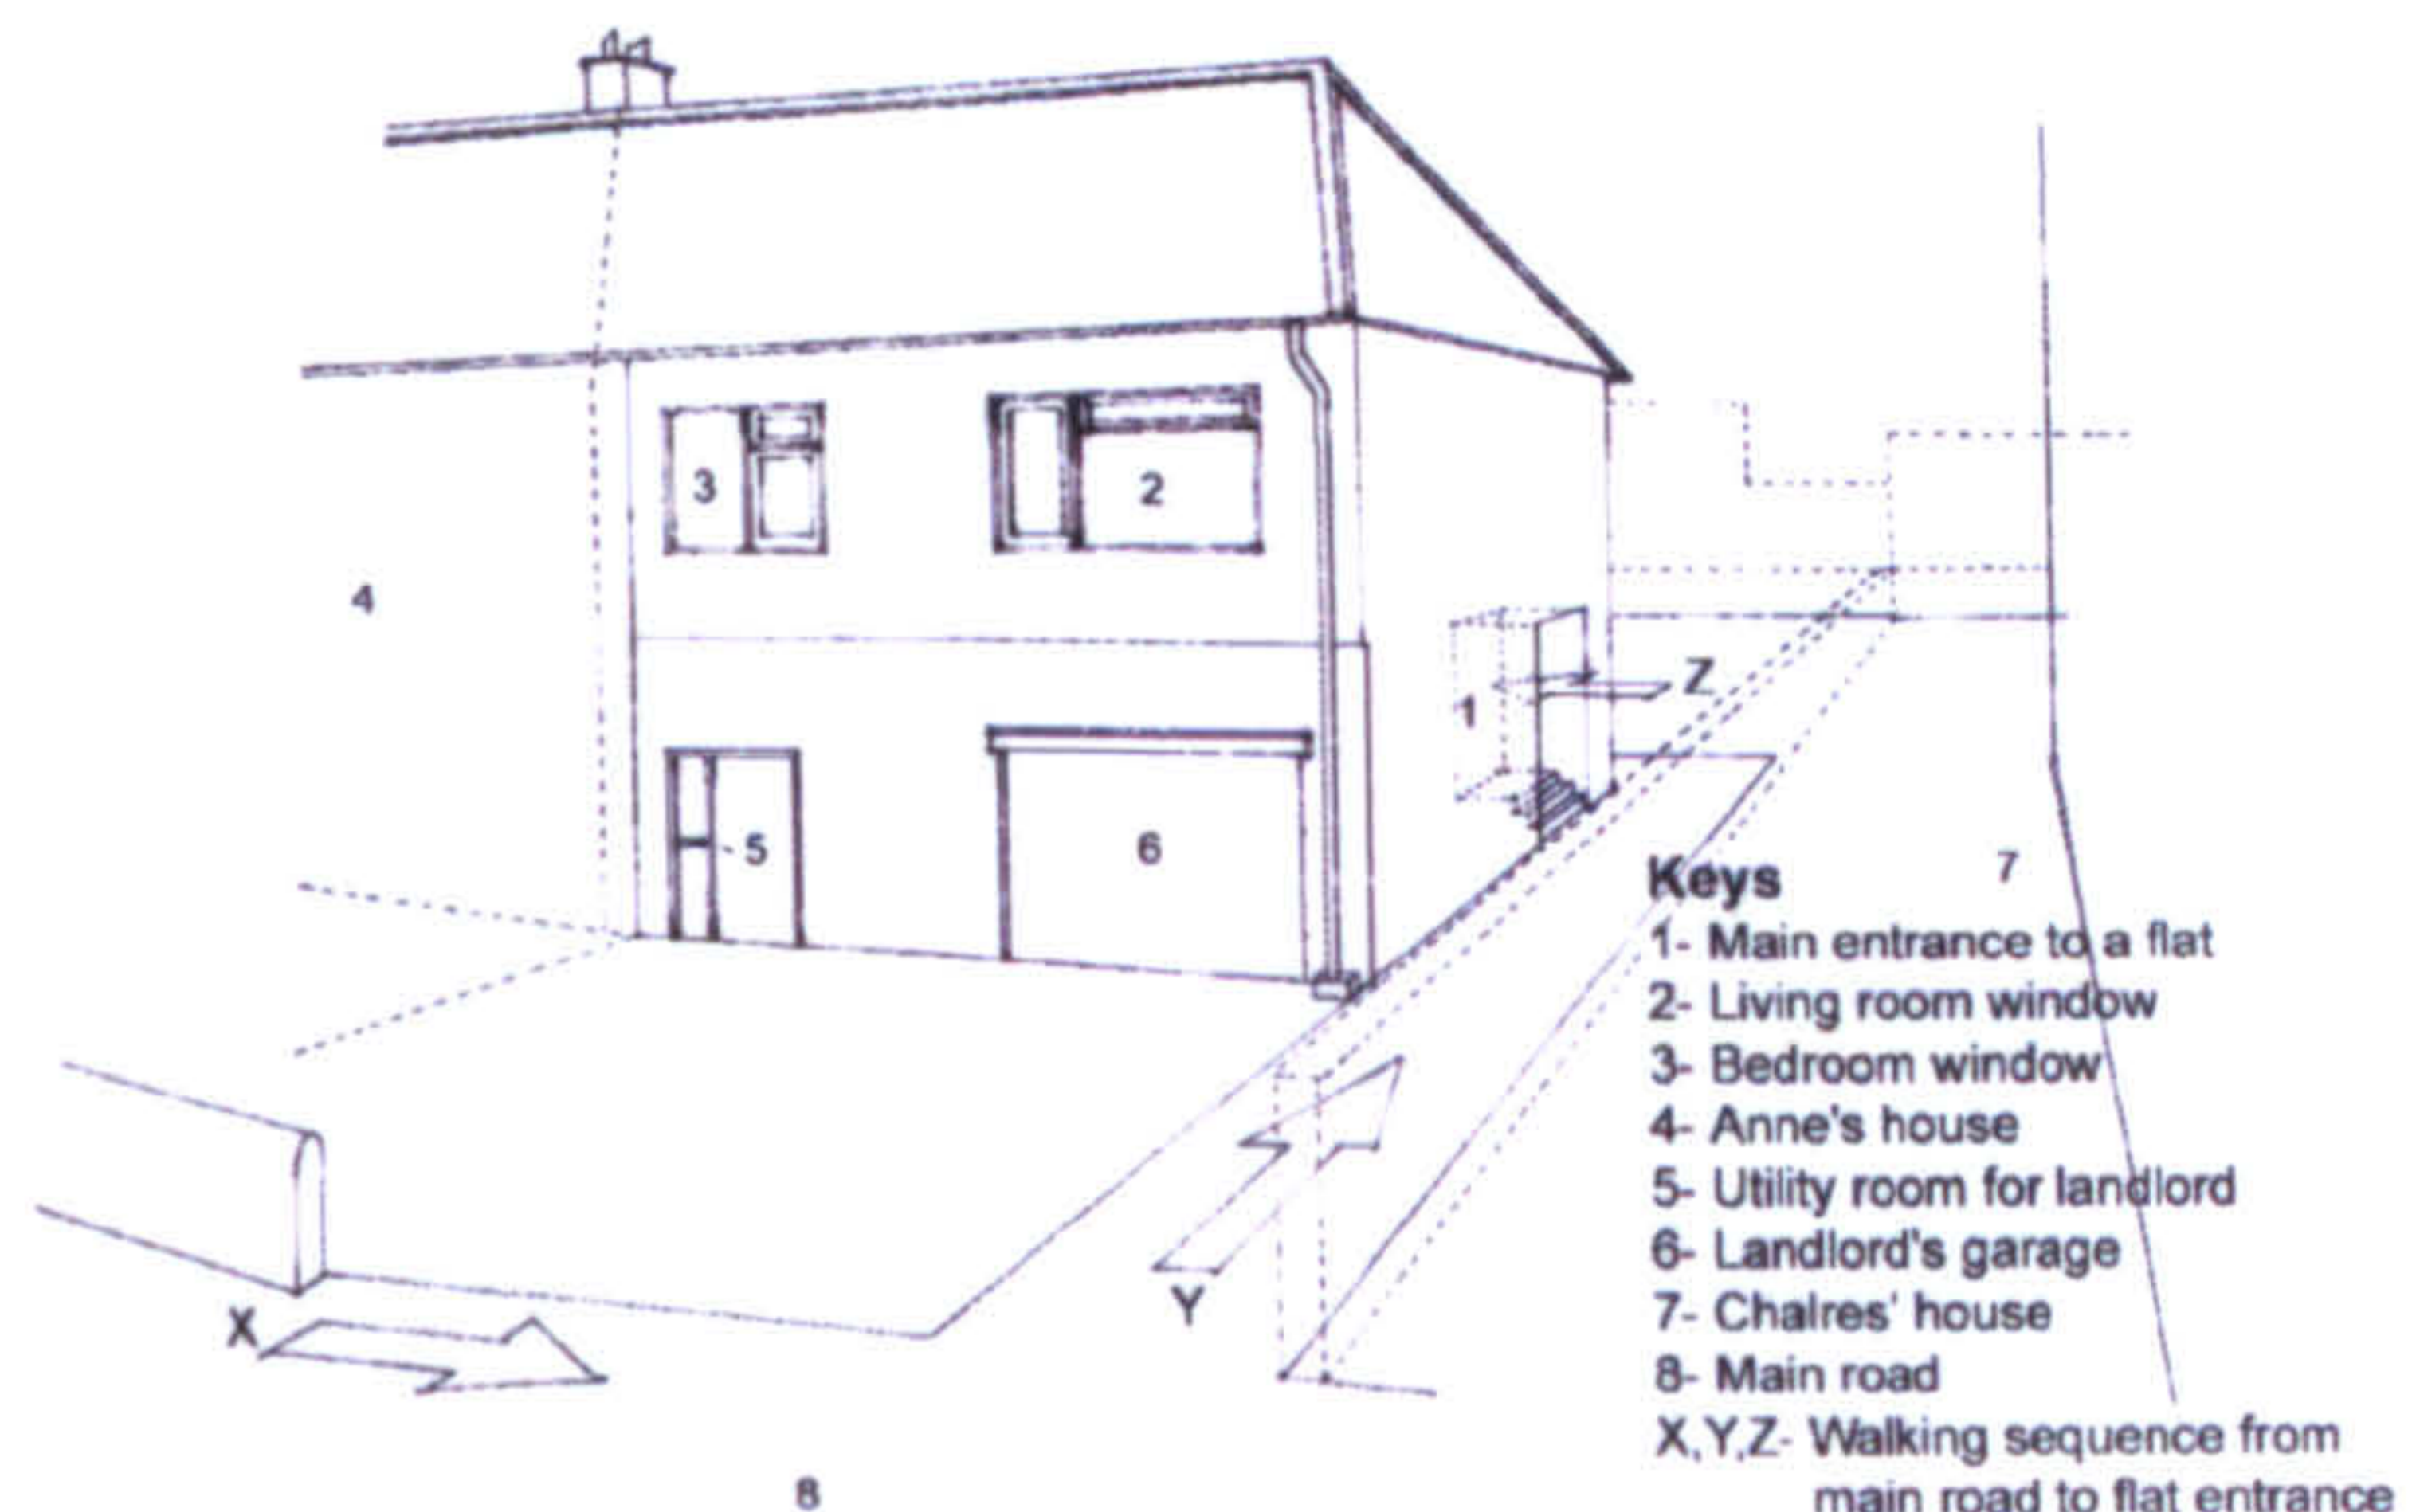 3
2
4
Z
1
5
6
7
Keys
1- Main entrance to a flat
2- Living room window
3- Bedroom window
4- Anne's house
5- Utility room for landlord
6- Landlord's garage
7- Chalres' house
8- Main road
X,Y,Z- Walking sequence from
main road to flat entrance
Y
X
8